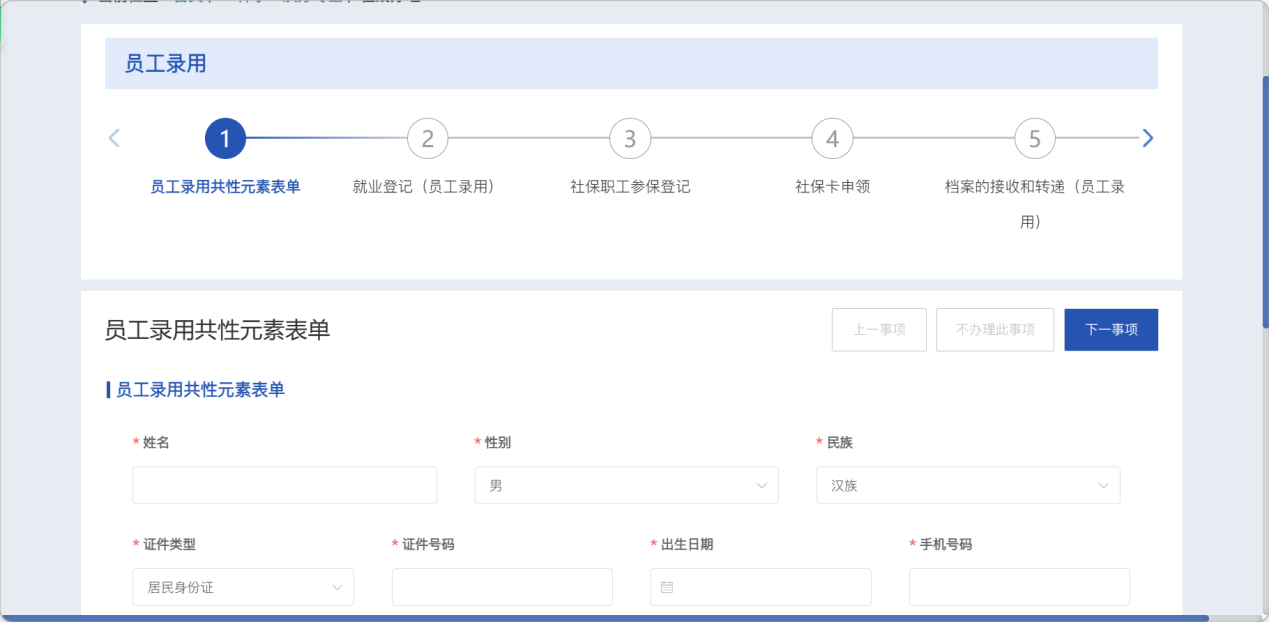 员工录用
1
2
3
4
5
员工录用共性元素表单
就业登记（员工录用）
社保职工参保登记
社保卡申领
档案的接收和转递（员工录
用）
员工录用共性元素表单
上一事项
不办理此事项
下一事项
员工录用共性元素表单
* 姓名
* 性别
* 民族
男
汉族
* 证件类型
* 证件号码
* 出生日期
* 手机号码
居民身份证